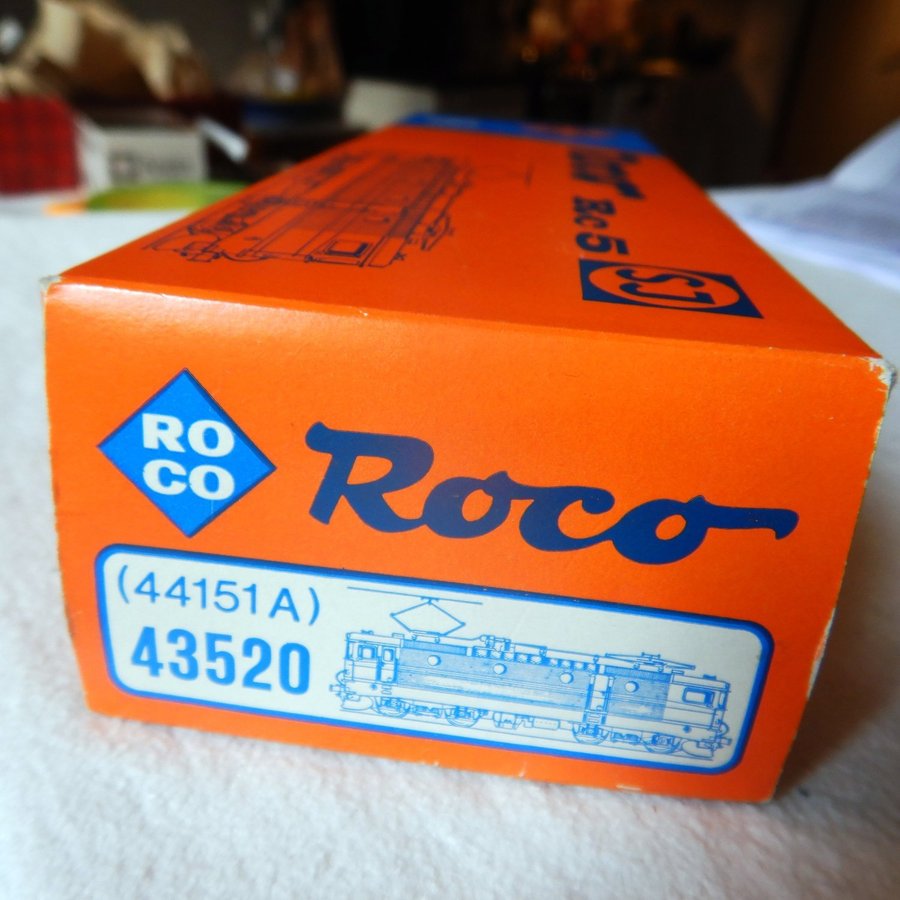 Rc 5
SJ
RO
CO
Roco
(44151A)
43520